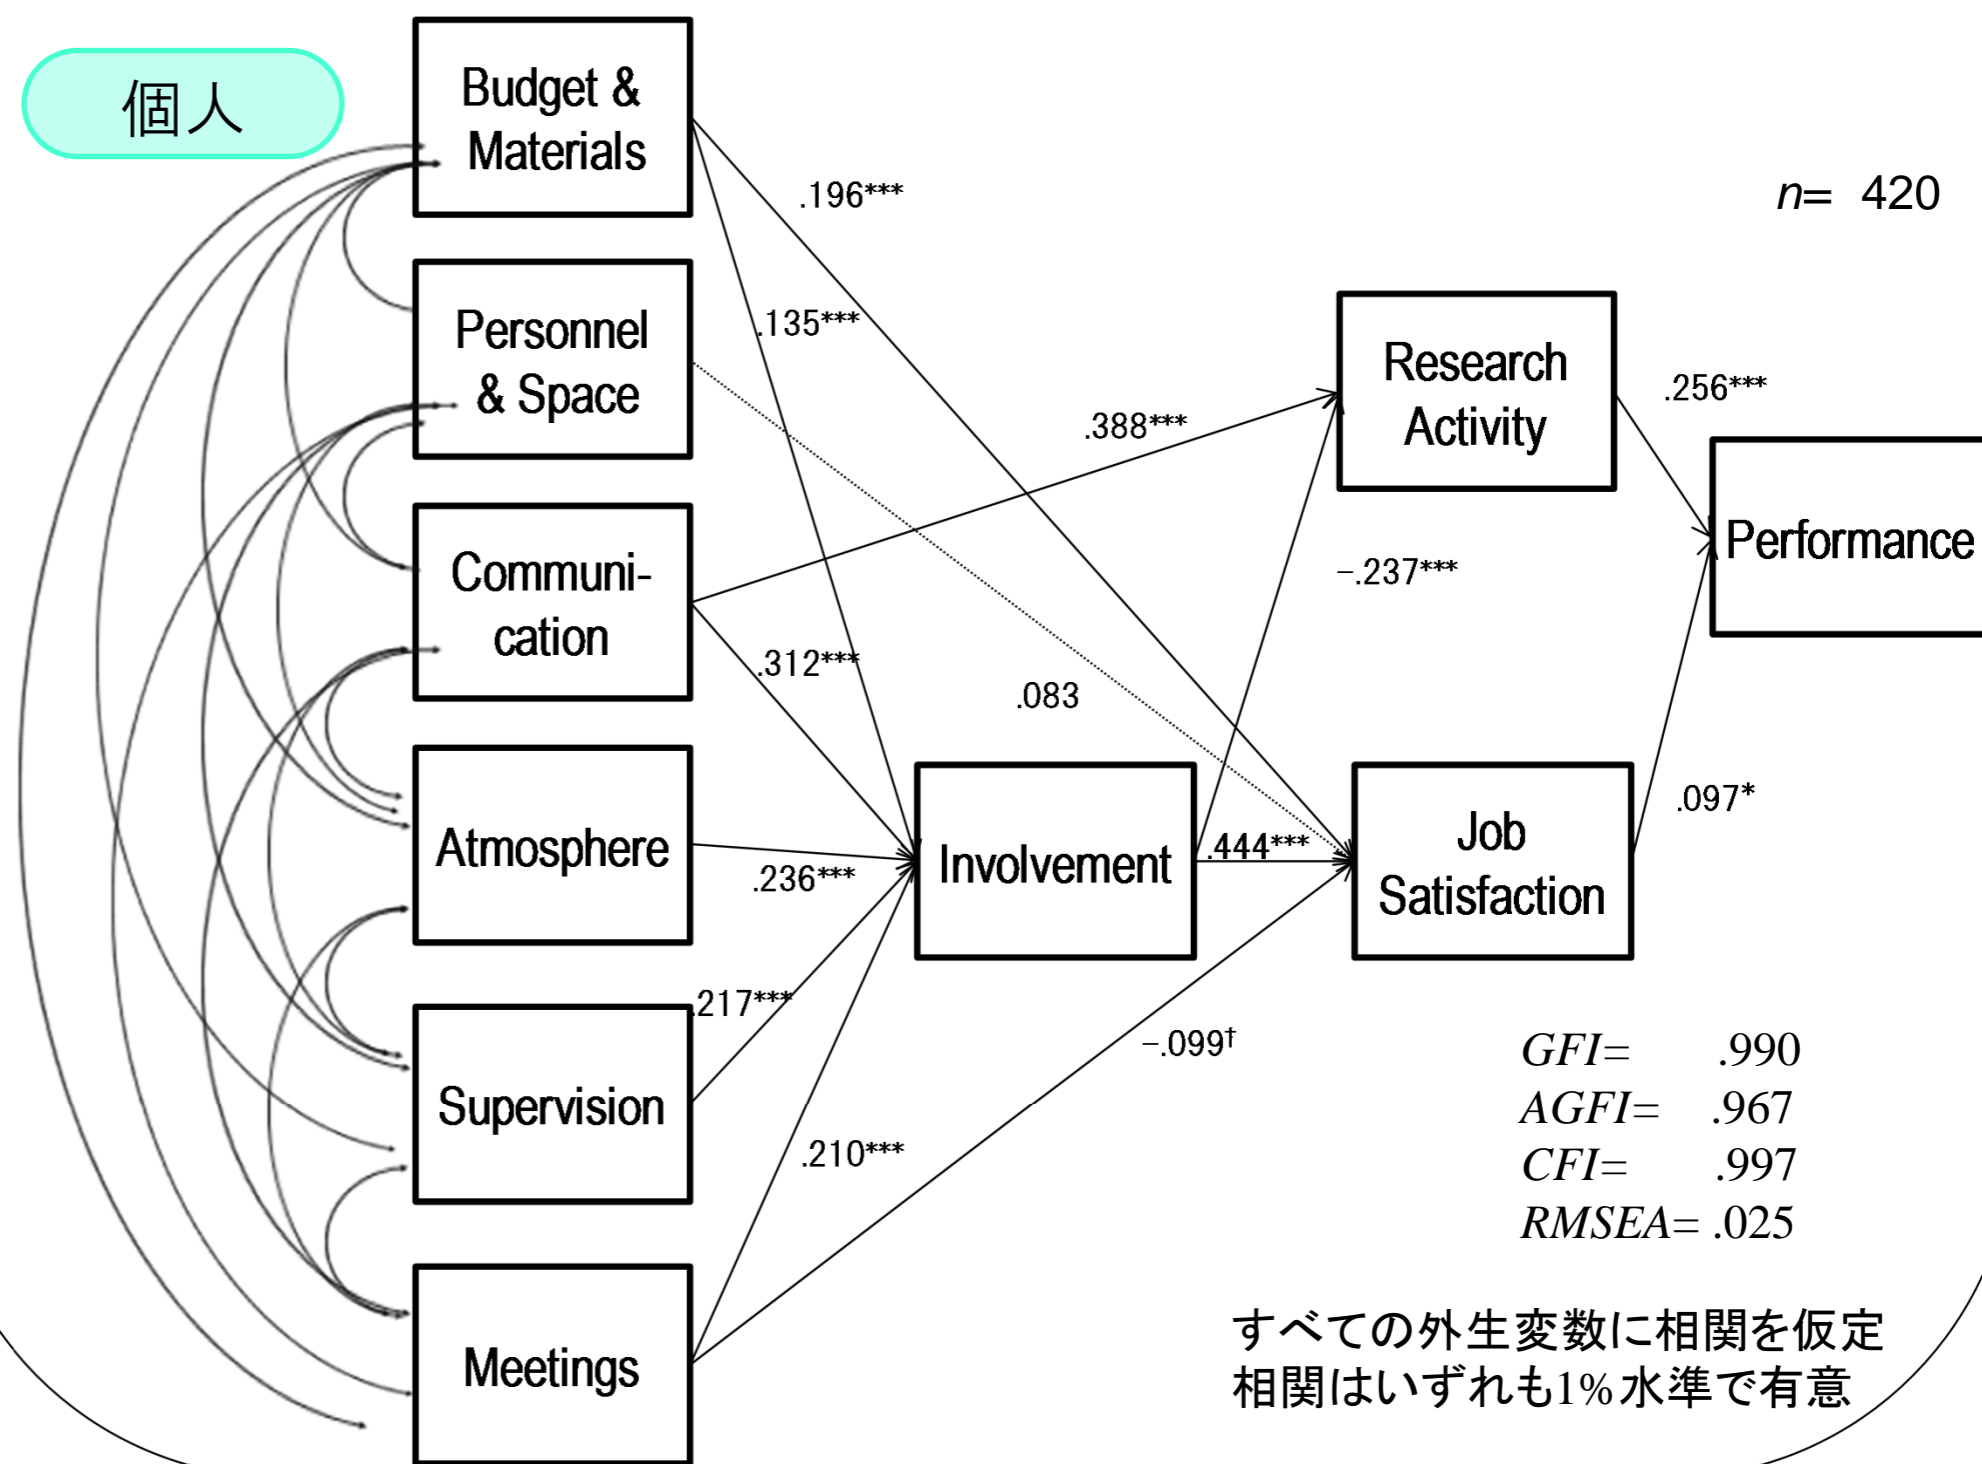 個人
Budget &
Materials
.196***
n= 420
Personnel
& Space
.135***
Research
Activity
.256***
.388***
Performance
Communi-
cation
-.237***
.312***
.083
Atmosphere
.236***
Involvement
.444***
Job
Satisfaction
.097*
.217***
-.099†
Supervision
.210***
GFI= .990
AGFI= .967
CFI= .997
RMSEA= .025
Meetings
すべての外生変数に相関を仮定
相関はいずれも1%水準で有意